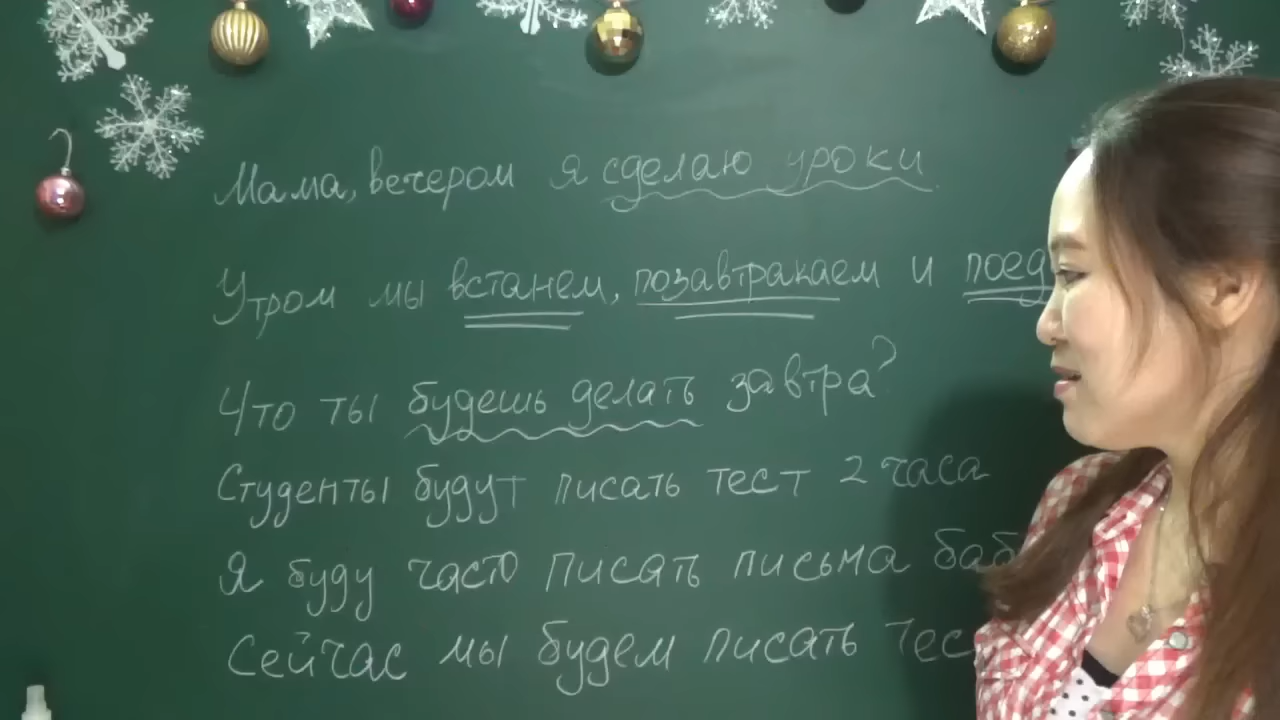 Мама, вечером я сделаю уроки.
Утром мы встанем, позавтракаем и
Что ты будешь делать завтра?
Студенты будут писать тест 2 часа
Я буду часто писать письма
Сейчас мы будем писать